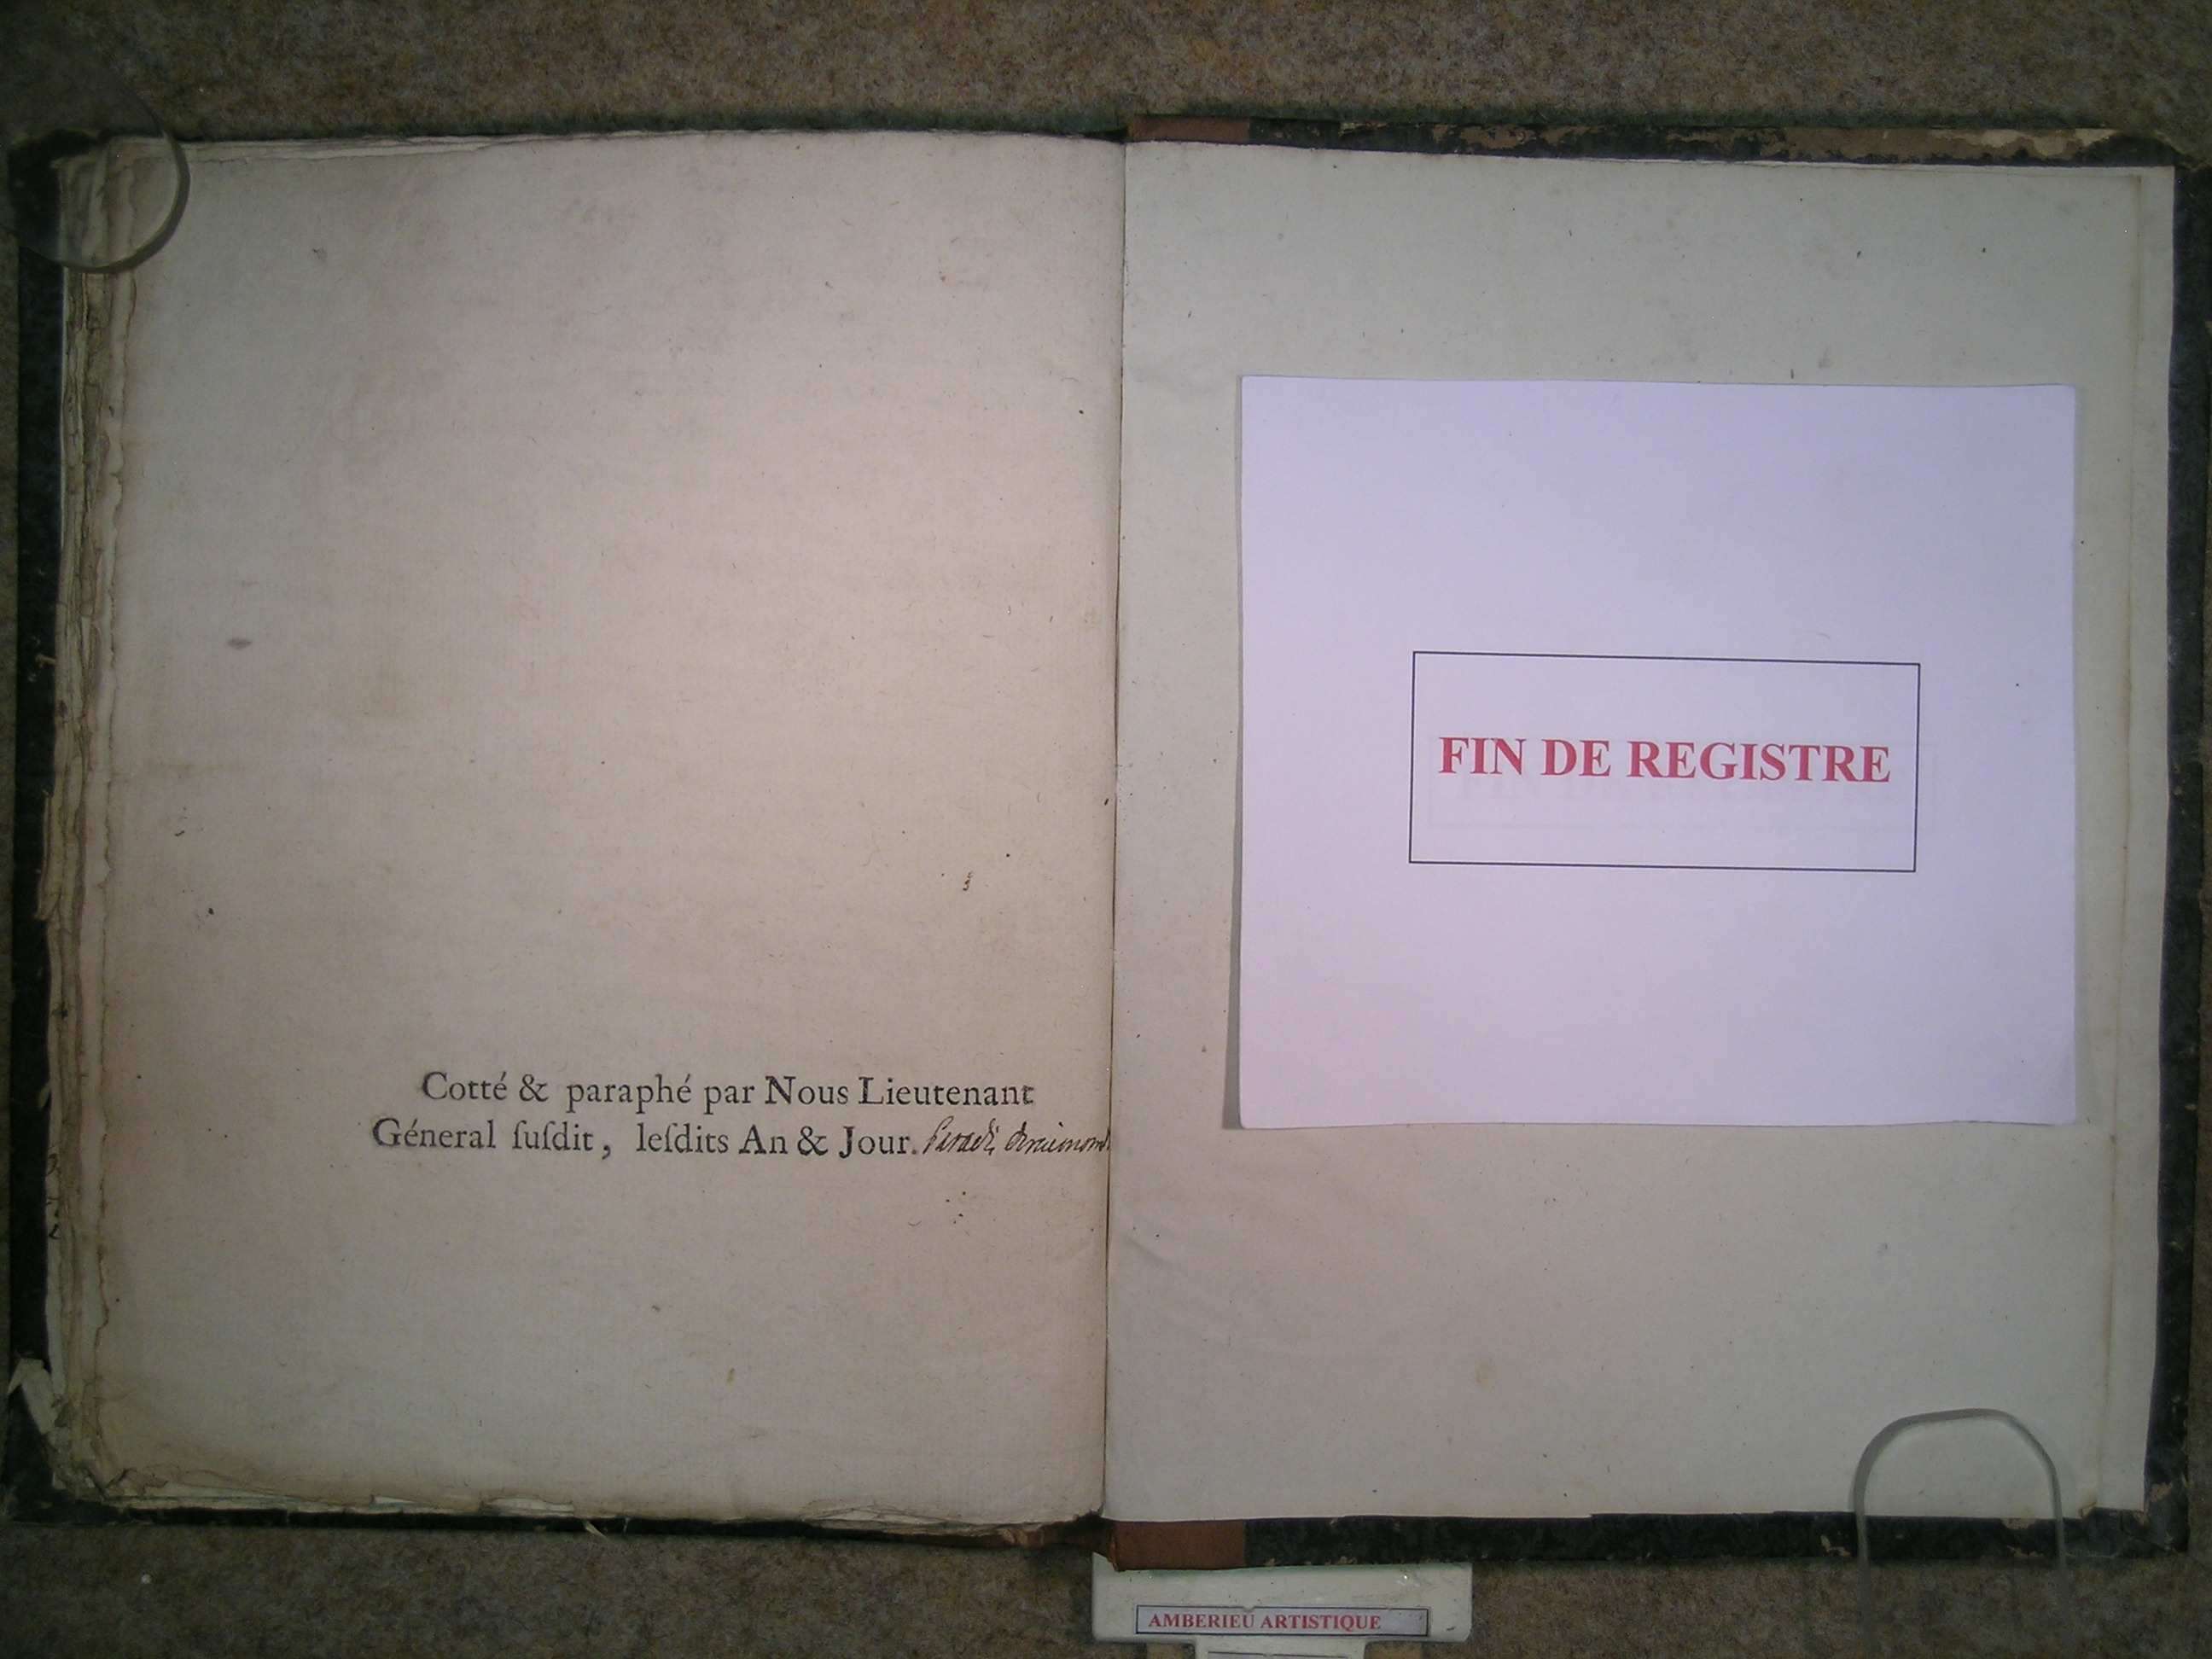 Cotté & paraphé par Nous Lieutenant
Géneral ſuſdit, leſdits An & Jour.
FIN DE REGISTRE
AMBERIEU ARTISTIQUE